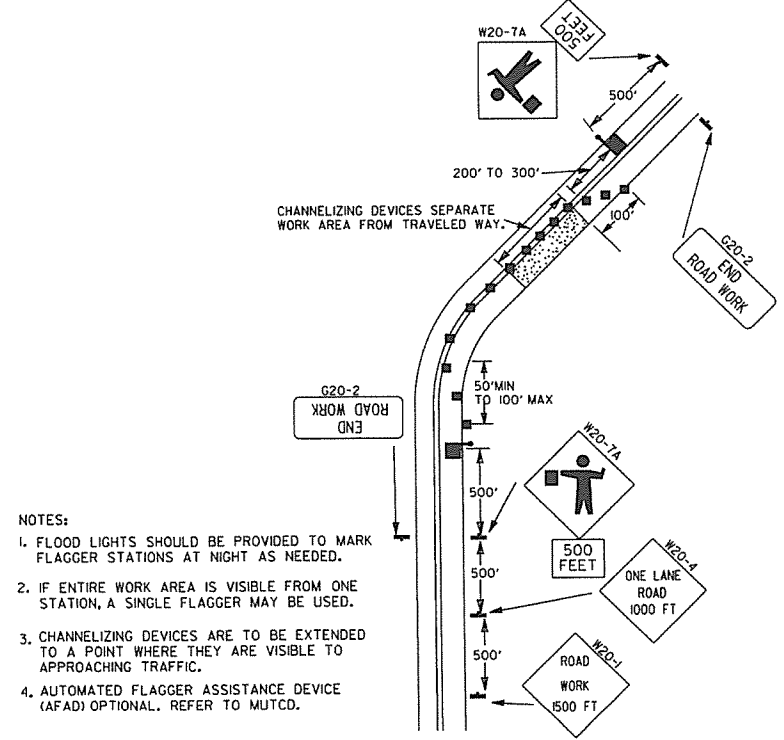 W20-7A
500
FEET
500'
200' TO 300'
CHANNELIZING DEVICES SEPARATE
WORK AREA FROM TRAVELED WAY.
100'
G20-2
END
ROAD WORK
50'MIN
TO 100' MAX
G20-2
END
ROAD WORK
W20-7A
500'
500
FEET
500'
W20-4
ONE LANE
ROAD
1000 FT
500'
W20-1
ROAD
WORK
1500 FT
NOTES:
1. FLOOD LIGHTS SHOULD BE PROVIDED TO MARK
FLAGGER STATIONS AT NIGHT AS NEEDED.
2. IF ENTIRE WORK AREA IS VISIBLE FROM ONE
STATION, A SINGLE FLAGGER MAY BE USED.
3. CHANNELIZING DEVICES ARE TO BE EXTENDED
TO A POINT WHERE THEY ARE VISIBLE TO
APPROACHING TRAFFIC.
4. AUTOMATED FLAGGER ASSISTANCE DEVICE
(AFAD) OPTIONAL. REFER TO MUTCD.